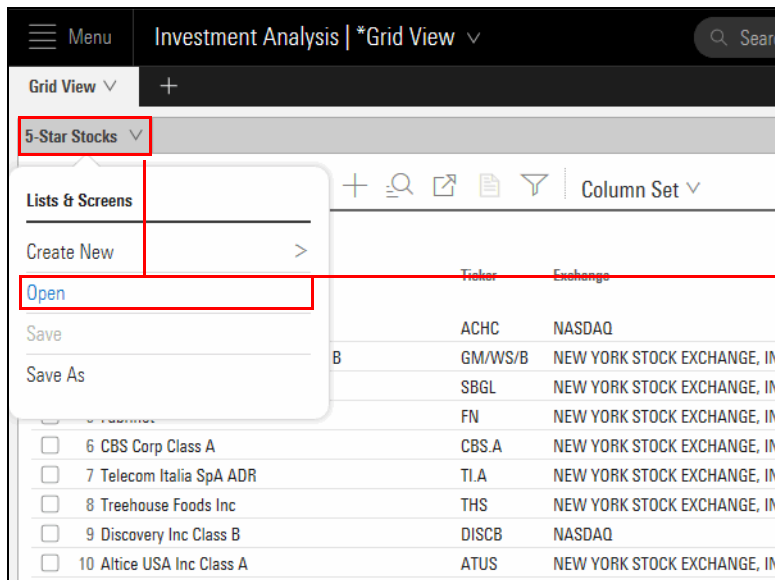 Menu Investment Analysis | *Grid View Sear
Grid View
5-Star Stocks
Column Set
Lists & Screens
Create New
Ticker Exchange
Open
ACHC NASDAQ
Save
B GM/WS/B NEW YORK STOCK EXCHANGE, IN
Save As
SBGL NEW YORK STOCK EXCHANGE, IN
FN NEW YORK STOCK EXCHANGE, IN
6 CBS Corp Class A CBS.A NEW YORK STOCK EXCHANGE, IN
7 Telecom Italia SpA ADR TI.A NEW YORK STOCK EXCHANGE, IN
8 Treehouse Foods Inc THS NEW YORK STOCK EXCHANGE, IN
9 Discovery Inc Class B DISCB NASDAQ
10 Altice USA Inc Class A ATUS NEW YORK STOCK EXCHANGE, IN